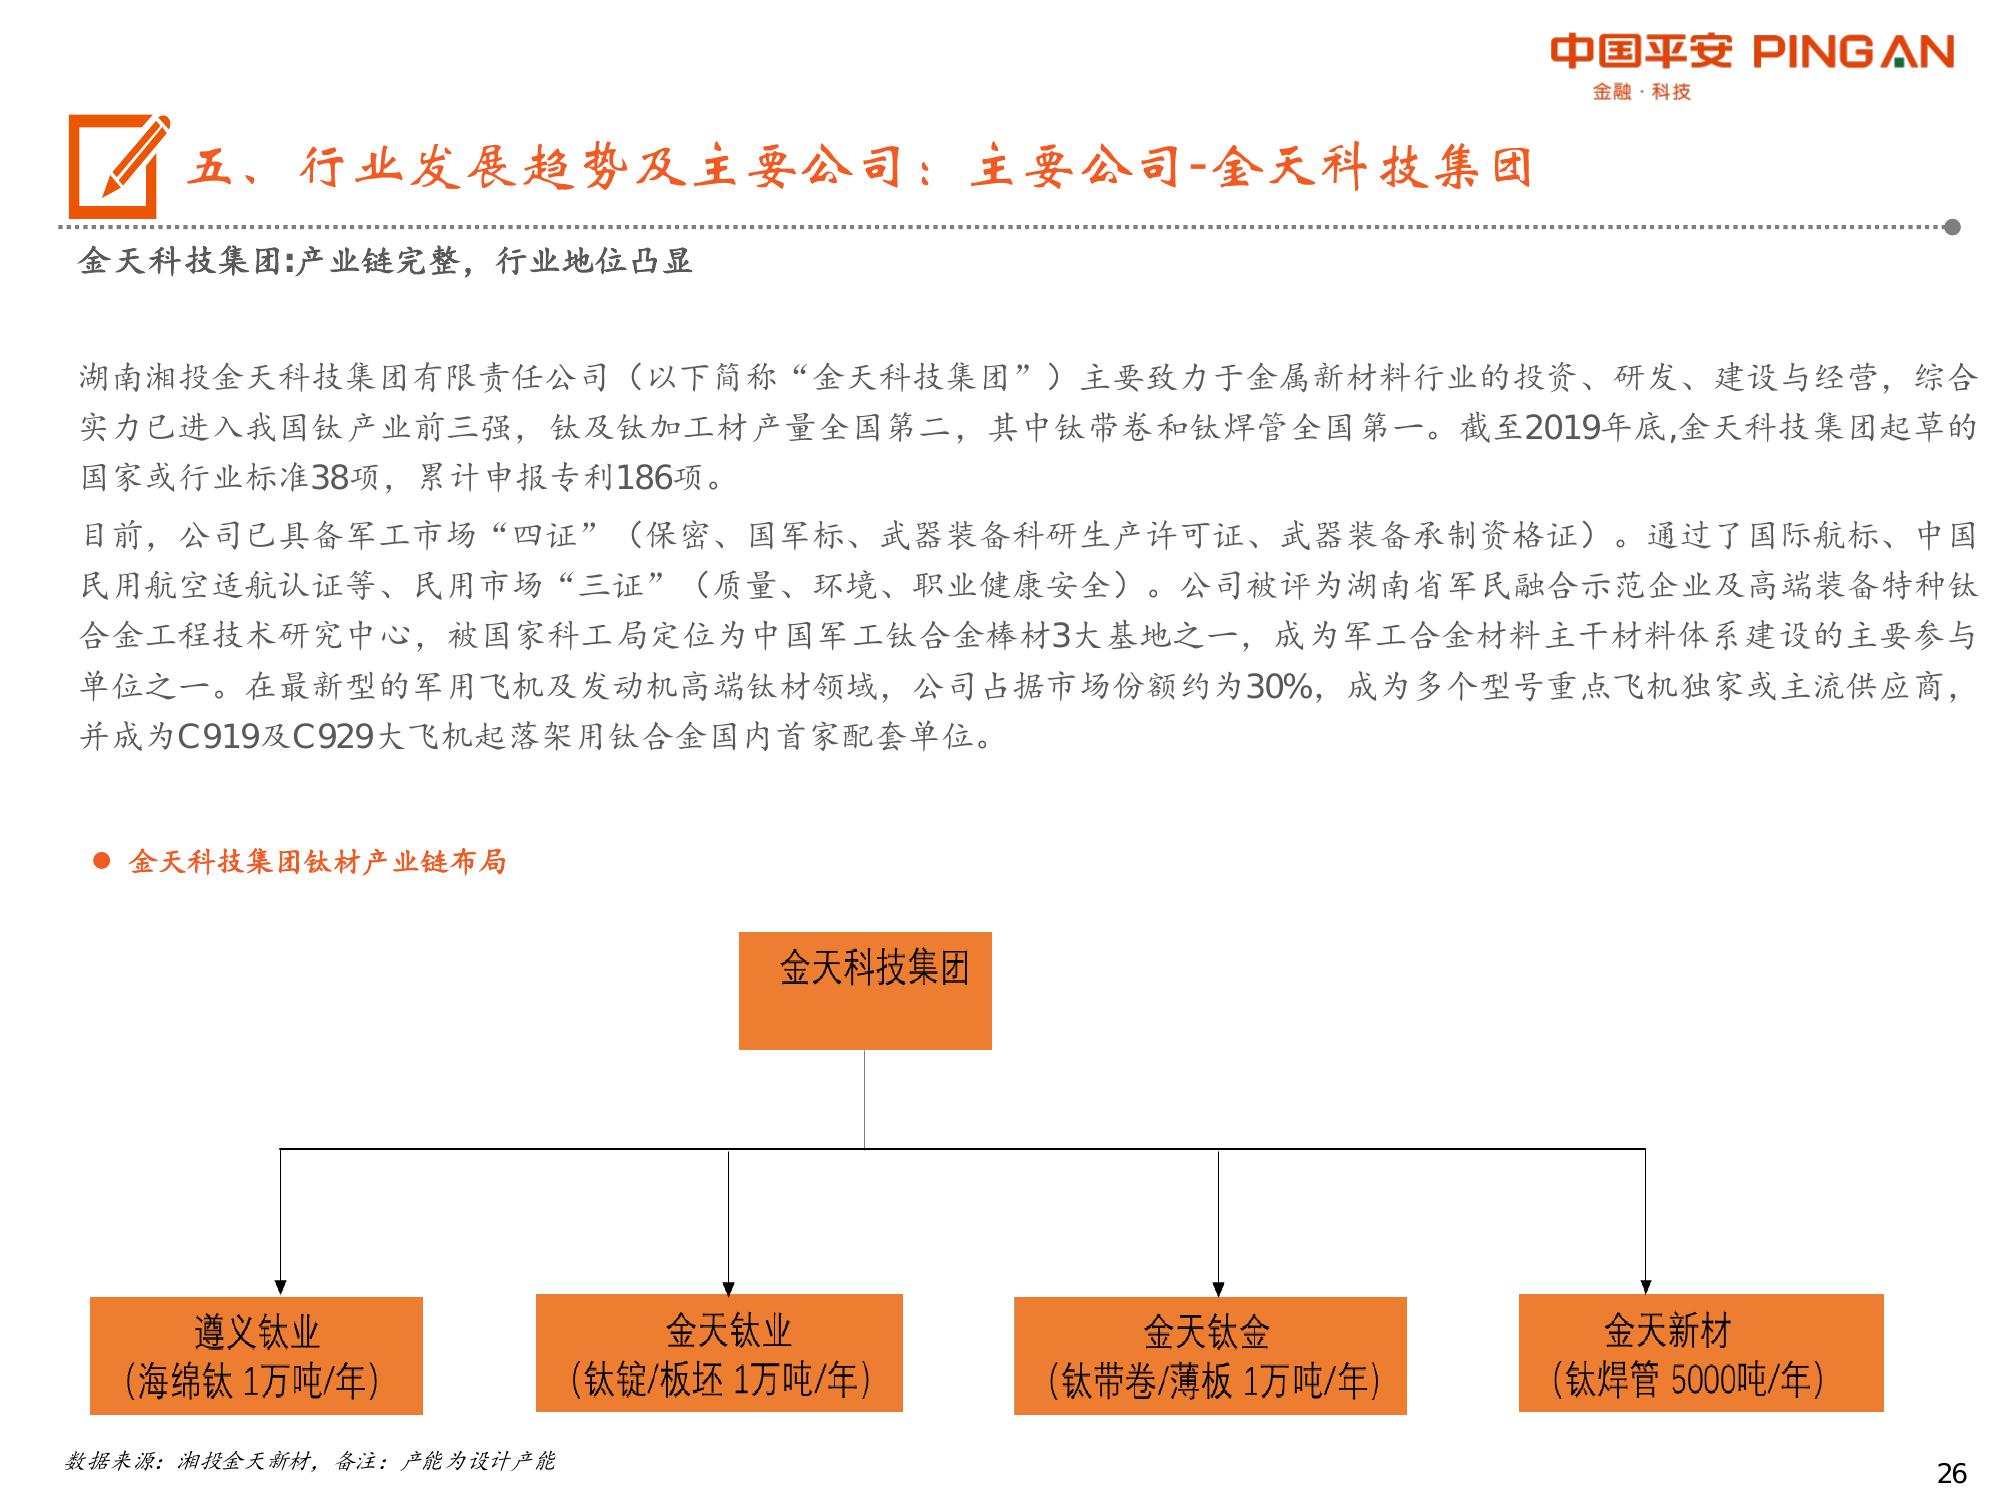 中国平安 PING AN
金融·科技
五、行业发展趋势及主要公司：主要公司-金天科技集团
金天科技集团:产业链完整，行业地位凸显
湖南湘投金天科技集团有限责任公司（以下简称“金天科技集团”）主要致力于金属新材料行业的投资、研发、建设与经营，综合
实力已进入我国钛产业前三强，钛及钛加工材产量全国第二，其中钛带卷和钛焊管全国第一。截至2019年底,金天科技集团起草的
国家或行业标准38项，累计申报专利186项。
目前，公司已具备军工市场“四证”（保密、国军标、武器装备科研生产许可证、武器装备承制资格证）。通过了国际航标、中国
民用航空适航认证等、民用市场“三证”（质量、环境、职业健康安全）。公司被评为湖南省军民融合示范企业及高端装备特种钛
合金工程技术研究中心，被国家科工局定位为中国军工钛合金棒材3大基地之一，成为军工合金材料主干材料体系建设的主要参与
单位之一。在最新型的军用飞机及发动机高端钛材领域，公司占据市场份额约为30%，成为多个型号重点飞机独家或主流供应商，
并成为C919及C929大飞机起落架用钛合金国内首家配套单位。
金天科技集团钛材产业链布局
金天科技集团
遵义钛业
（海绵钛 1万吨/年）
金天钛业
（钛锭/板坯 1万吨/年）
金天钛金
（钛带卷/薄板 1万吨/年）
金天新材
（钛焊管 5000吨/年）
数据来源：湘投金天新材，备注：产能为设计产能
26